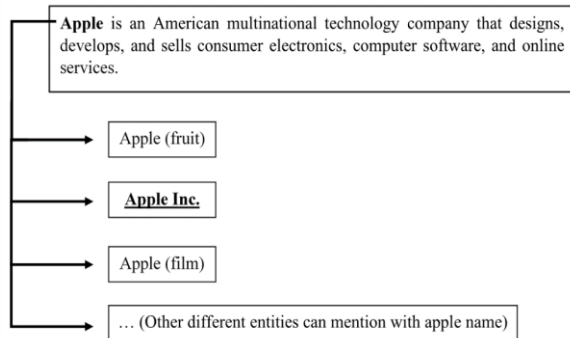 Apple is an American multinational technology company that designs,
develops, and sells consumer electronics, computer software, and online
services.
Apple (fruit)
Apple Inc.
Apple (film)
… (Other different entities can mention with apple name)